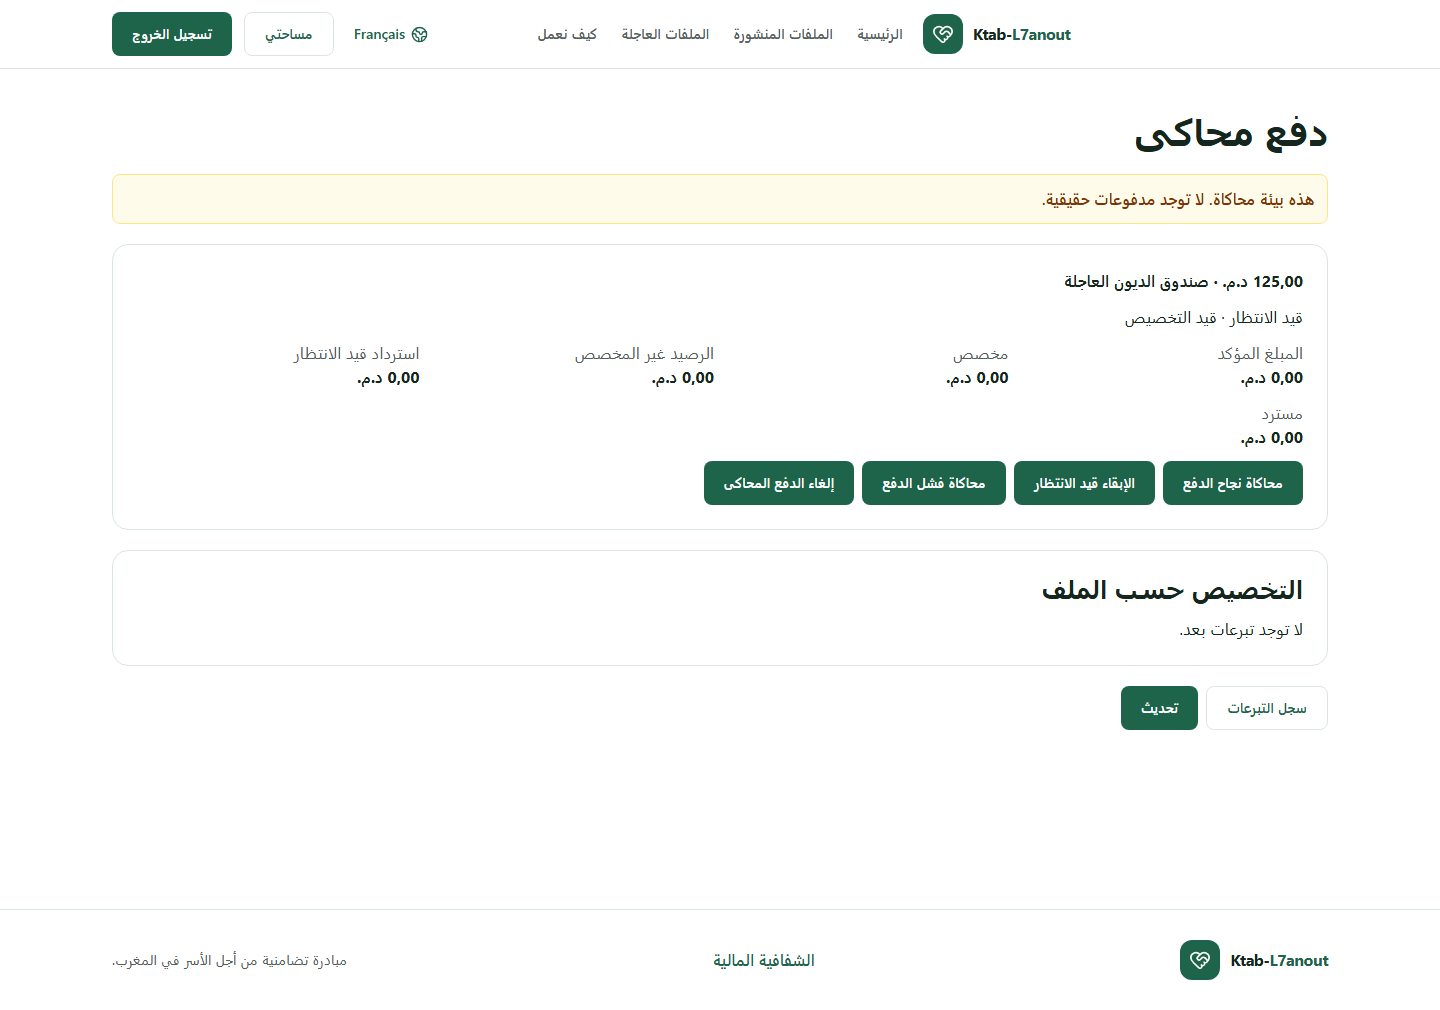 Ktab-L7anout
الرئيسية
الملفات المنشورة
الملفات العاجلة
كيف نعمل
Français
مساحتي
تسجيل الخروج
دفع محاكى
هذه بيئة محاكاة. لا توجد مدفوعات حقيقية.
125,00 د.م. · صندوق الديون العاجلة
قيد الانتظار · قيد التخصيص
المبلغ المؤكد
0,00 د.م.
مخصص
0,00 د.م.
الرصيد غير المخصص
0,00 د.م.
استرداد قيد الانتظار
0,00 د.م.
مسترد
0,00 د.م.
محاكاة نجاح الدفع
الإبقاء قيد الانتظار
محاكاة فشل الدفع
إلغاء الدفع المحاكى
التخصيص حسب الملف
لا توجد تبرعات بعد.
سجل التبرعات
تحديث
Ktab-L7anout
الشفافية المالية
مبادرة تضامنية من أجل الأسر في المغرب.